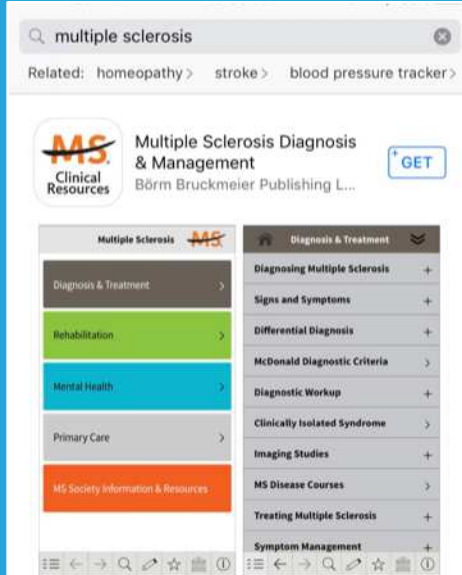 multiple sclerosis
Related: homeopathy > stroke > blood pressure tracker >
MS
Clinical
Resources
Multiple Sclerosis Diagnosis
& Management
Börm Bruckmeier Publishing L...
+ GET
Multiple Sclerosis MS
Diagnosis & Treatment >
Rehabilitation >
Mental Health >
Primary Care >
MS Society Information & Resources
Diagnosis & Treatment
Diagnosing Multiple Sclerosis +
Signs and Symptoms +
Differential Diagnosis +
McDonald Diagnostic Criteria >
Diagnostic Workup +
Clinically Isolated Syndrome >
Imaging Studies +
MS Disease Courses >
Treating Multiple Sclerosis +
Symptom Management +